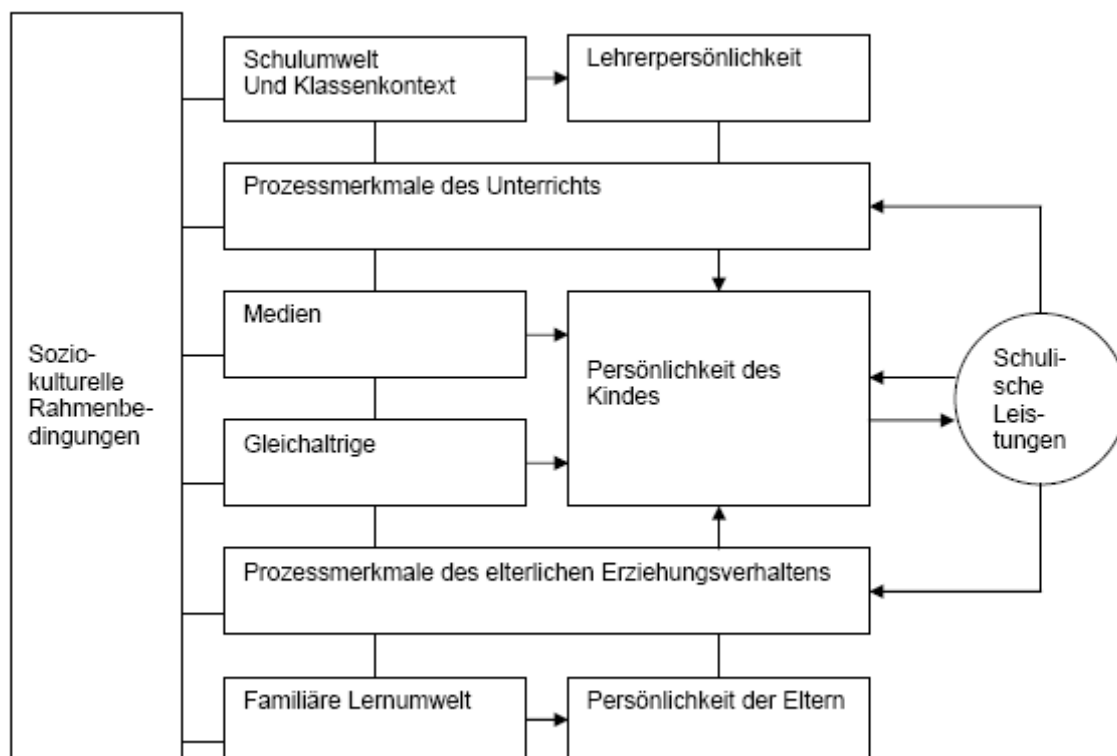 Schulumwelt
Und Klassenkontext
Lehrerpersönlichkeit
Prozessmerkmale des Unterrichts
Medien
Sozio-
kulturelle
Rahmenbe-
dingungen
Persönlichkeit des
Kindes
Schuli-
sche
Leis-
tungen
Gleichaltrige
Prozessmerkmale des elterlichen Erziehungsverhaltens
Familiäre Lernumwelt
Persönlichkeit der Eltern